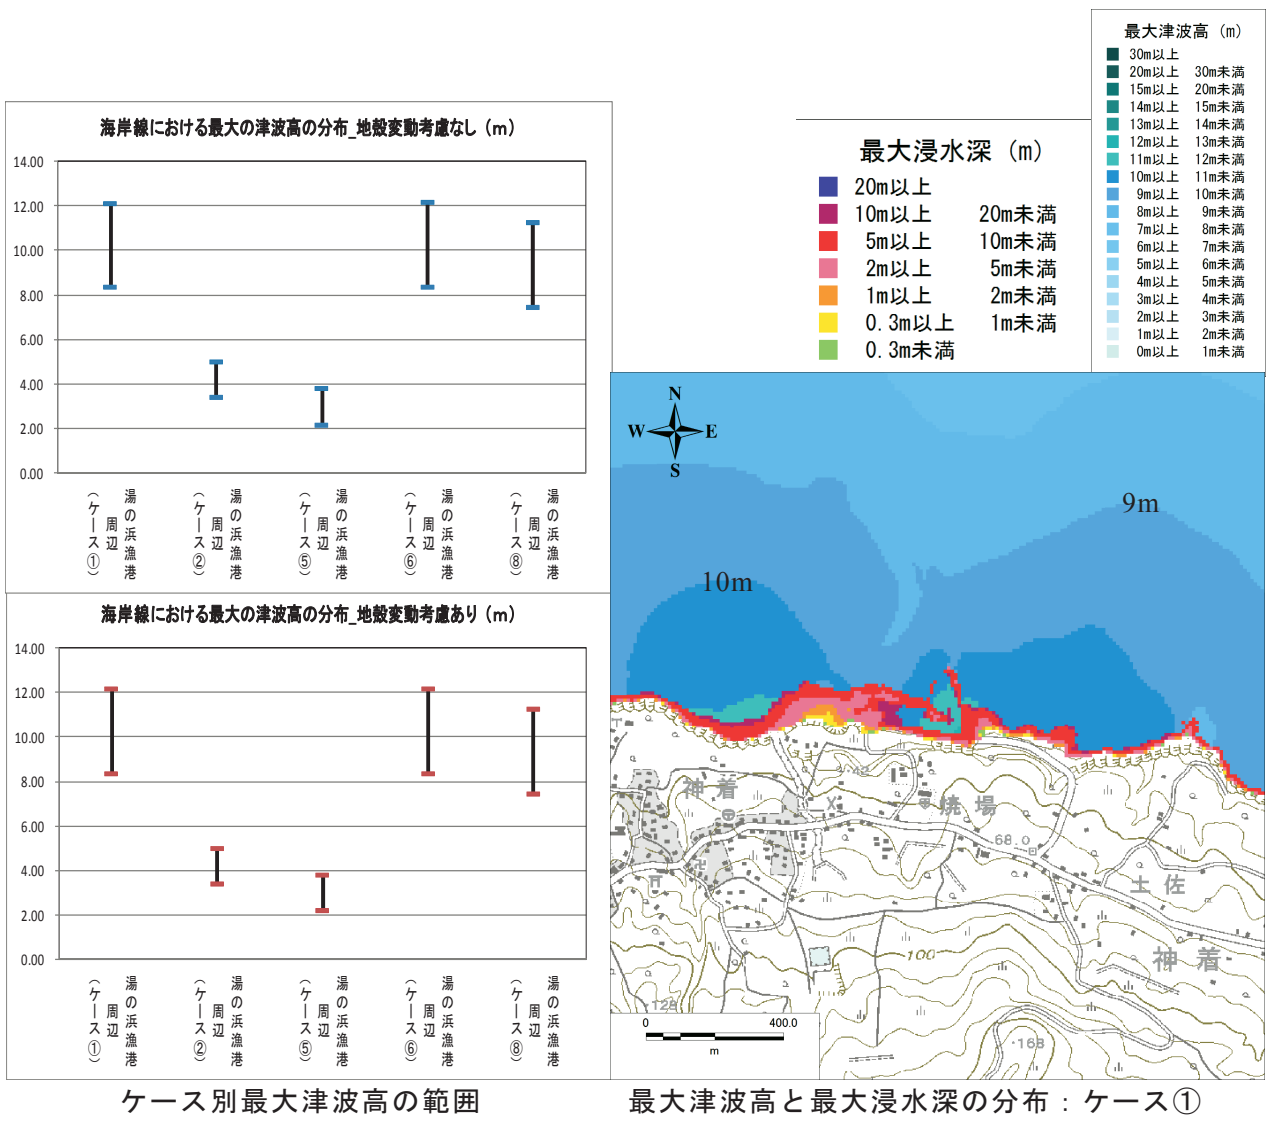 海岸線における最大の津波高の分布_地殻変動考慮なし（m）
14.00
12.00
10.00
8.00
6.00
4.00
2.00
0.00
湯の浜漁港
周辺
（ケース①）
湯の浜漁港
周辺
（ケース②）
湯の浜漁港
周辺
（ケース⑤）
湯の浜漁港
周辺
（ケース⑥）
湯の浜漁港
周辺
（ケース⑧）
海岸線における最大の津波高の分布_地殻変動考慮あり（m）
14.00
12.00
10.00
8.00
6.00
4.00
2.00
0.00
湯の浜漁港
周辺
（ケース①）
湯の浜漁港
周辺
（ケース②）
湯の浜漁港
周辺
（ケース⑤）
湯の浜漁港
周辺
（ケース⑥）
湯の浜漁港
周辺
（ケース⑧）
ケース別最大津波高の範囲
最大浸水深（m）
20m以上
10m以上 20m未満
5m以上 10m未満
2m以上 5m未満
1m以上 2m未満
0.3m以上 1m未満
0.3m未満
最大津波高（m）
30m以上
20m以上 30m未満
15m以上 20m未満
14m以上 15m未満
13m以上 14m未満
12m以上 13m未満
11m以上 12m未満
10m以上 11m未満
9m以上 10m未満
8m以上 9m未満
7m以上 8m未満
6m以上 7m未満
5m以上 6m未満
4m以上 5m未満
3m以上 4m未満
2m以上 3m未満
1m以上 2m未満
0m以上 1m未満
N
W E
S
9m
10m
42
神着
焼場
68.0
土佐
100
神着
128
168
0 400.0
m
最大津波高と最大浸水深の分布：ケース①